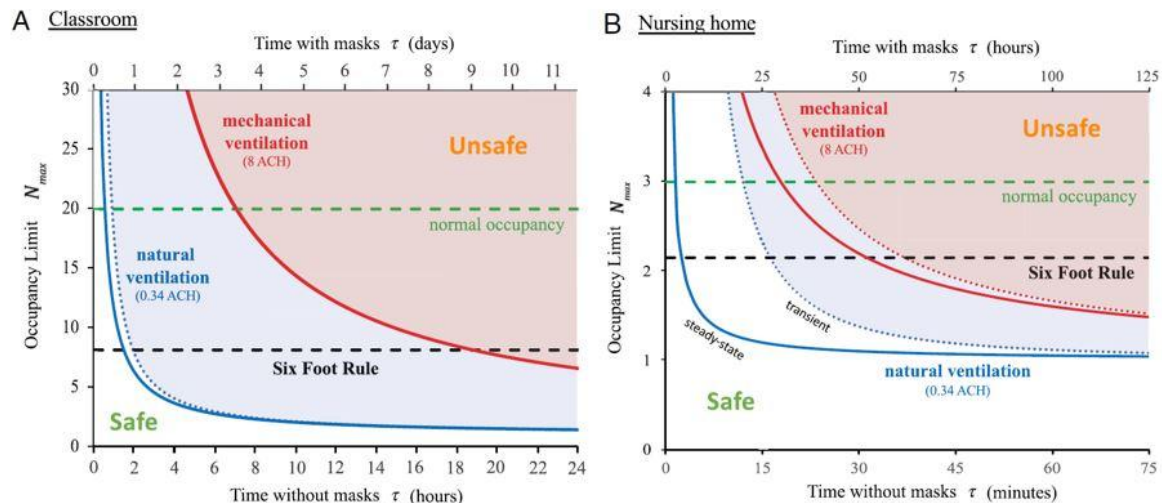 A Classroom
Time with masks τ (days)
0 1 2 3 4 5 6 7 8 9 10 11
30
25
20
15
10
5
0
Occupancy Limit N_max
mechanical
ventilation
(8 ACH)
Unsafe
normal occupancy
natural
ventilation
(0.34 ACH)
Six Foot Rule
Safe
0 2 4 6 8 10 12 14 16 18 20 22 24
Time without masks τ (hours)
B Nursing home
Time with masks τ (hours)
0 25 50 75 100 125
4
3
2
1
0
Occupancy Limit N_max
mechanical
ventilation
(8 ACH)
Unsafe
normal occupancy
Six Foot Rule
transient
steady-state
natural ventilation
(0.34 ACH)
Safe
0 15 30 45 60 75
Time without masks τ (minutes)